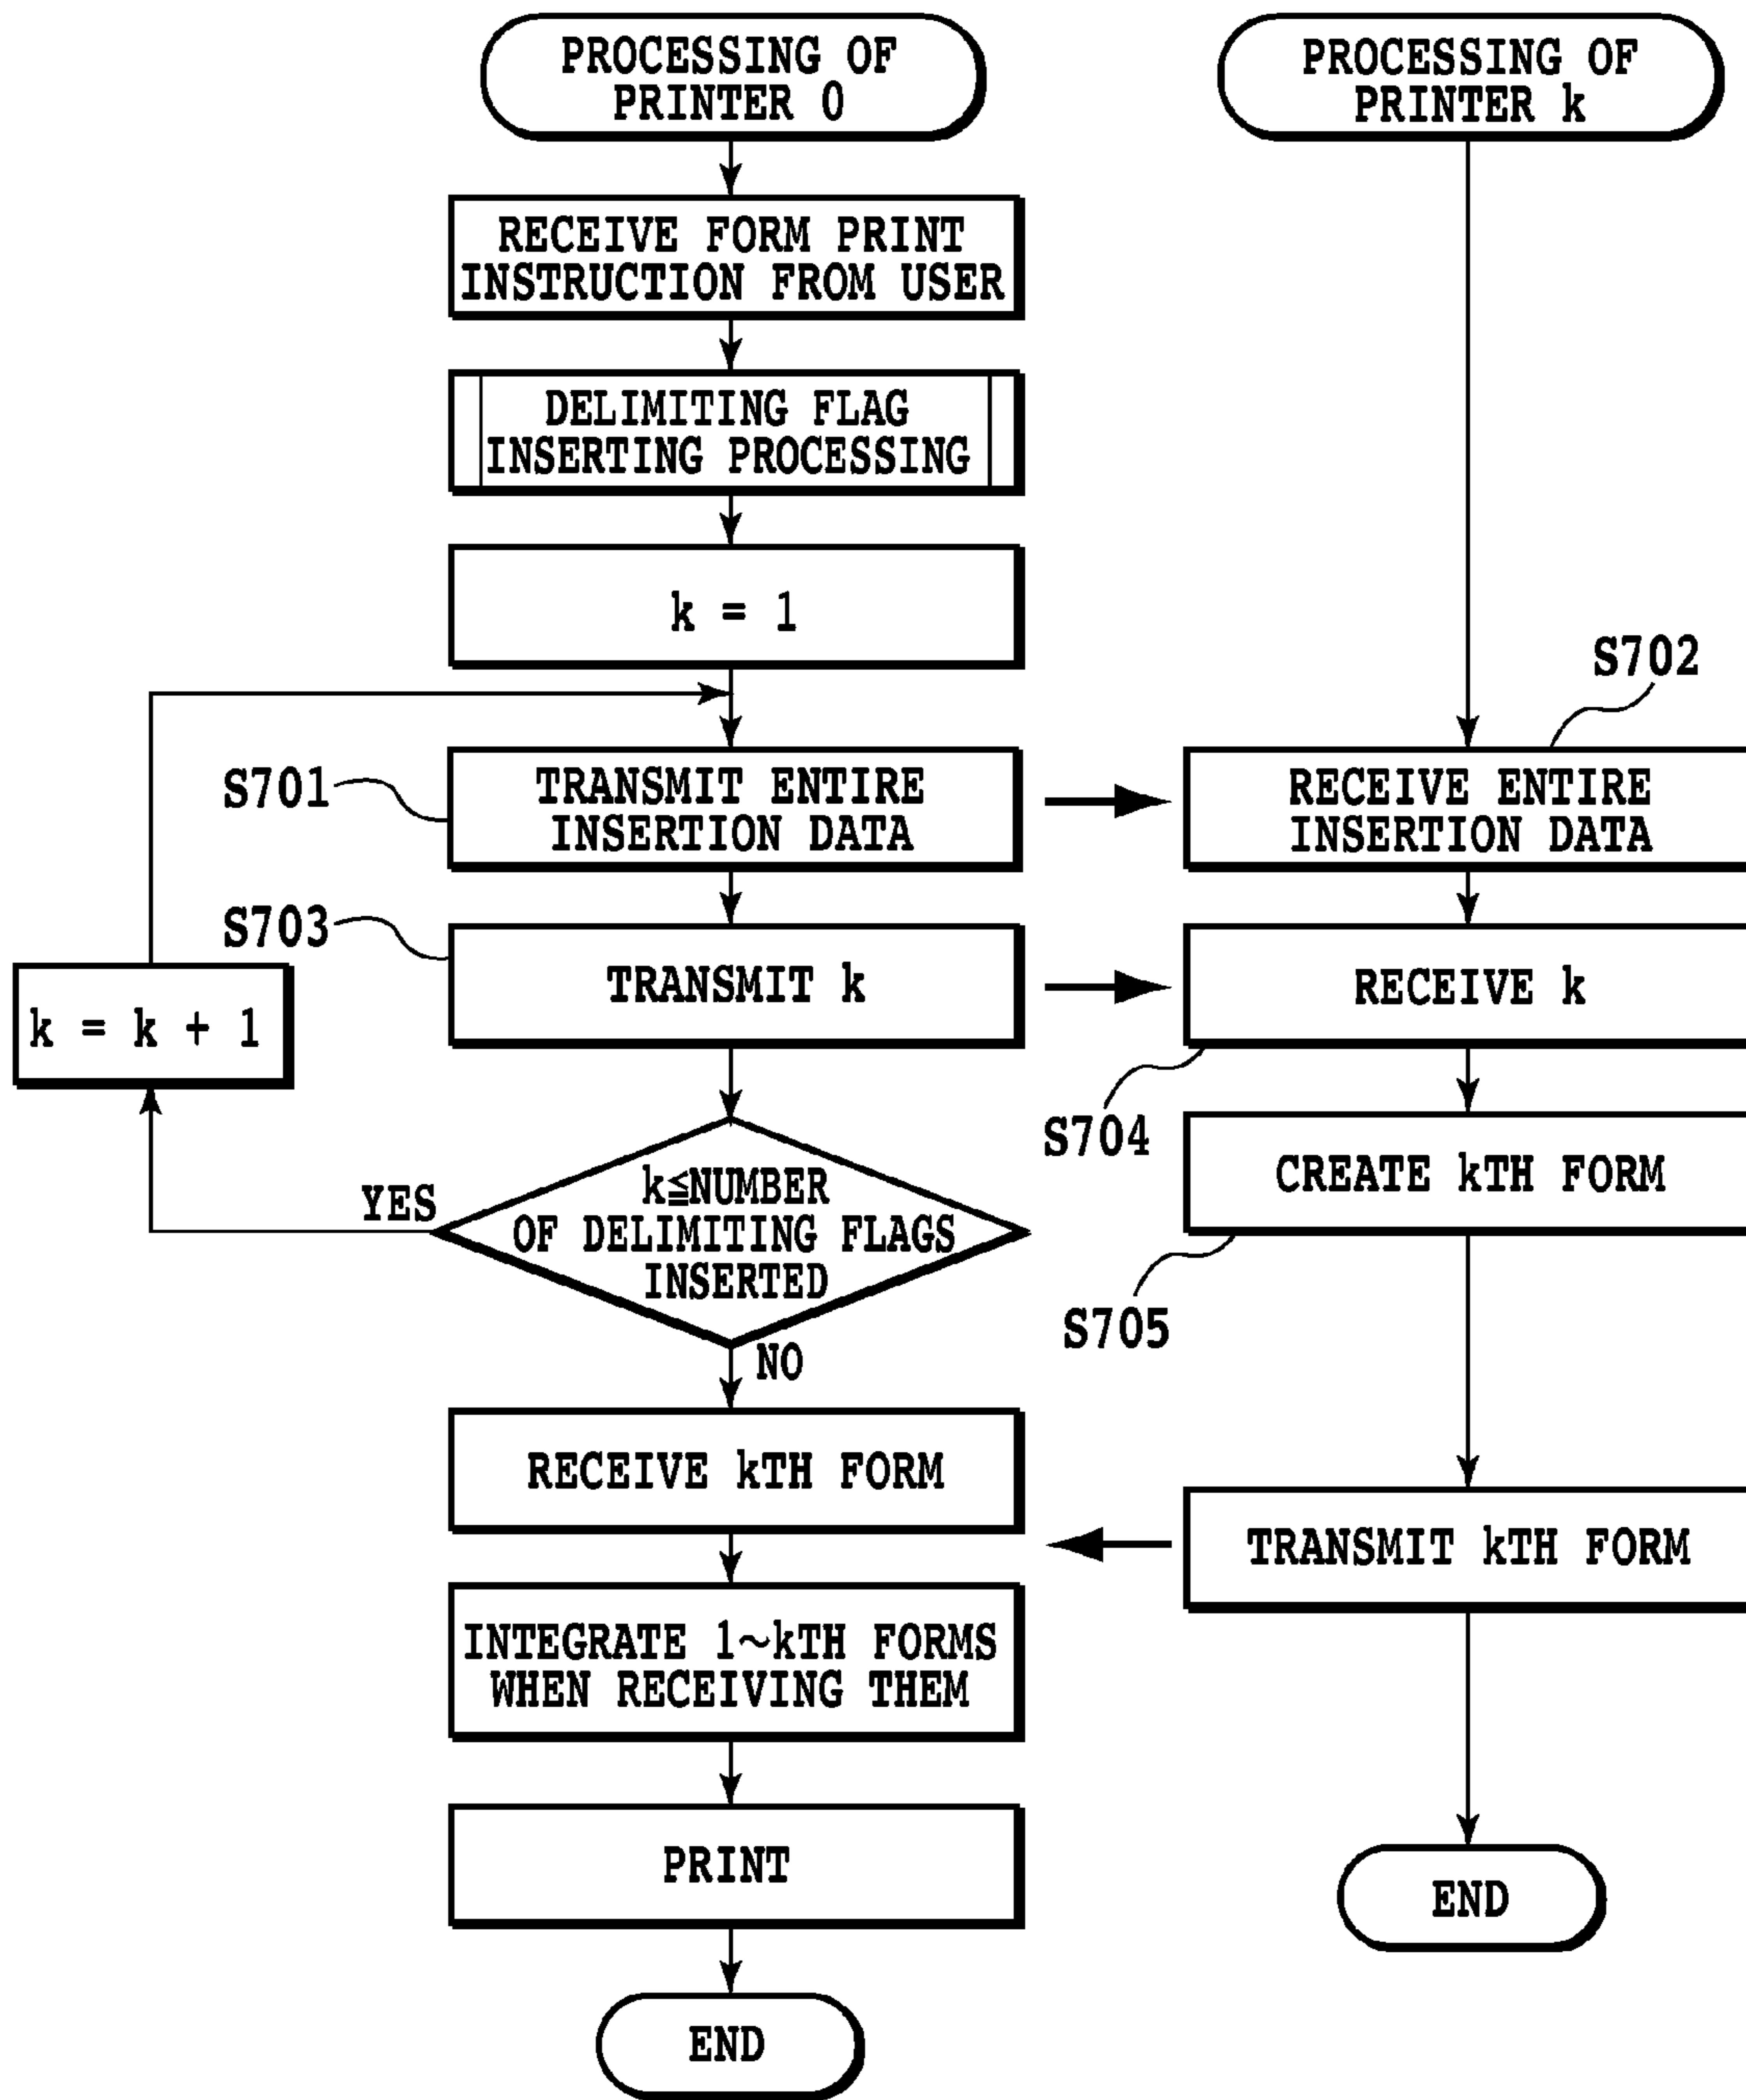 PROCESSING OF
PRINTER 0
RECEIVE FORM PRINT
INSTRUCTION FROM USER
DELIMITING FLAG
INSERTING PROCESSING
k = 1
S701
TRANSMIT ENTIRE
INSERTION DATA
S703
TRANSMIT k
k = k + 1
k≦NUMBER
OF DELIMITING FLAGS
INSERTED
YES
NO
RECEIVE kTH FORM
INTEGRATE 1~kTH FORMS
WHEN RECEIVING THEM
PRINT
END
PROCESSING OF
PRINTER k
S702
RECEIVE ENTIRE
INSERTION DATA
RECEIVE k
S704
CREATE kTH FORM
S705
TRANSMIT kTH FORM
END